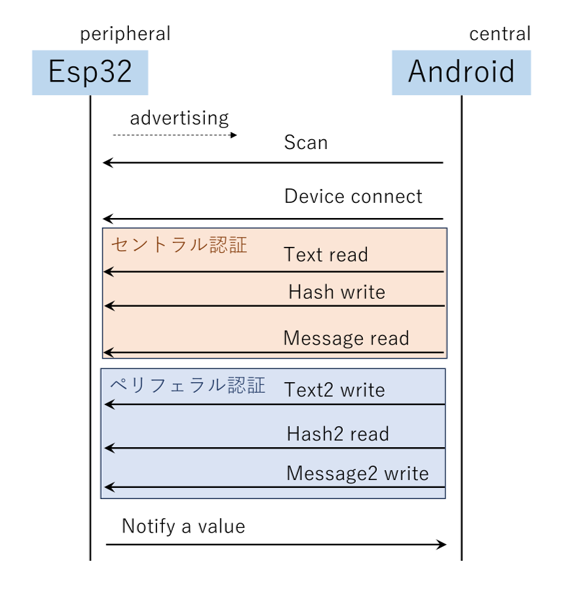 peripheral
central
Esp32
Android
advertising
Scan
Device connect
セントラル認証
Text read
Hash write
Message read
ペリフェラル認証
Text2 write
Hash2 read
Message2 write
Notify a value